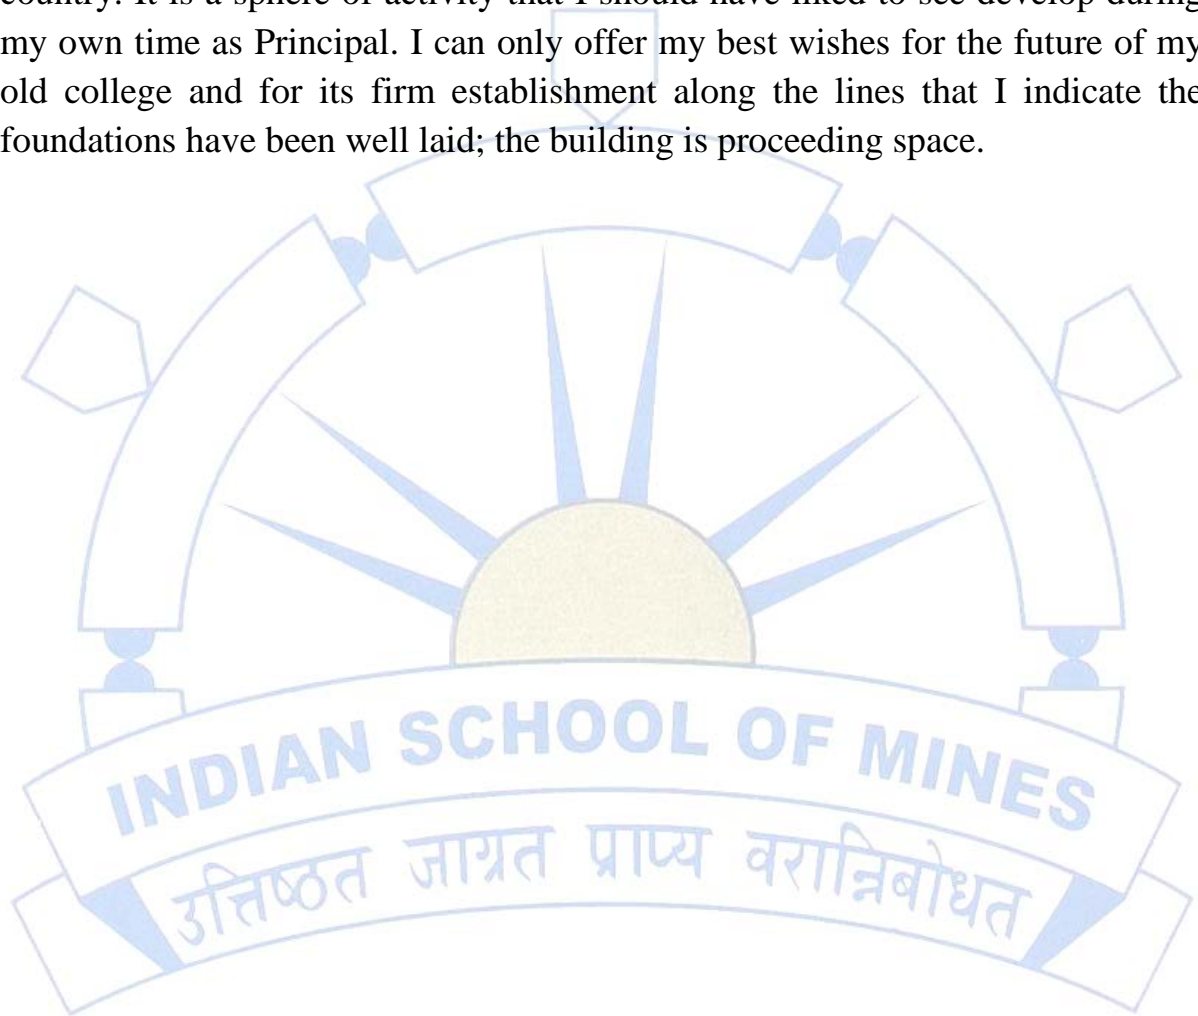 country. It is a sphere of activity that I should have liked to see develop during
my own time as Principal. I can only offer my best wishes for the future of my
old college and for its firm establishment along the lines that I indicate the
foundations have been well laid; the building is proceeding space.
INDIAN SCHOOL OF MINES
उत्तिष्ठत जाग्रत प्राप्य वरान्निबोधत